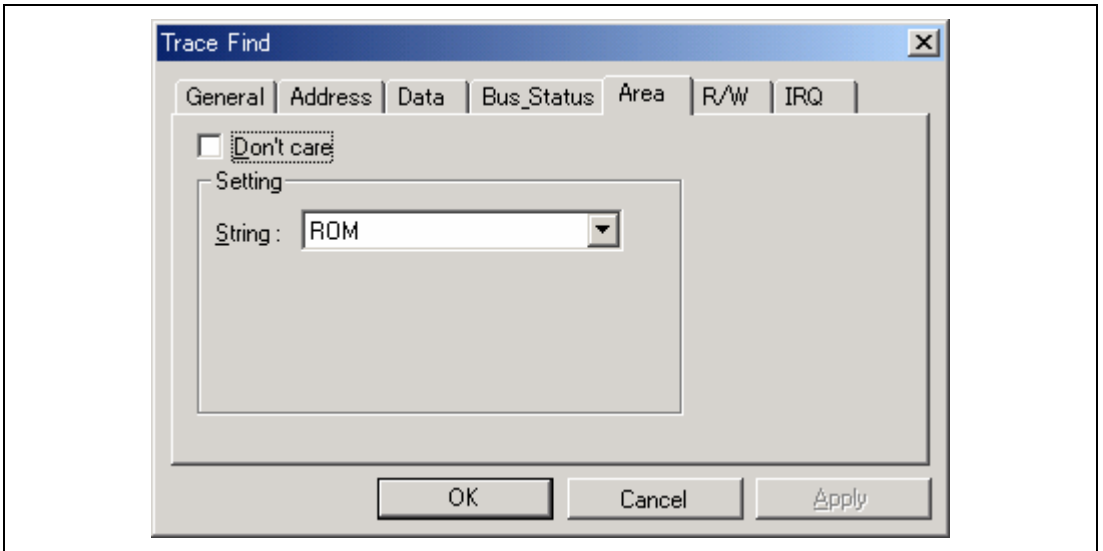 Trace Find
General Address Data Bus_Status Area R/W IRQ
Don't care
Setting
String : ROM
OK Cancel Apply